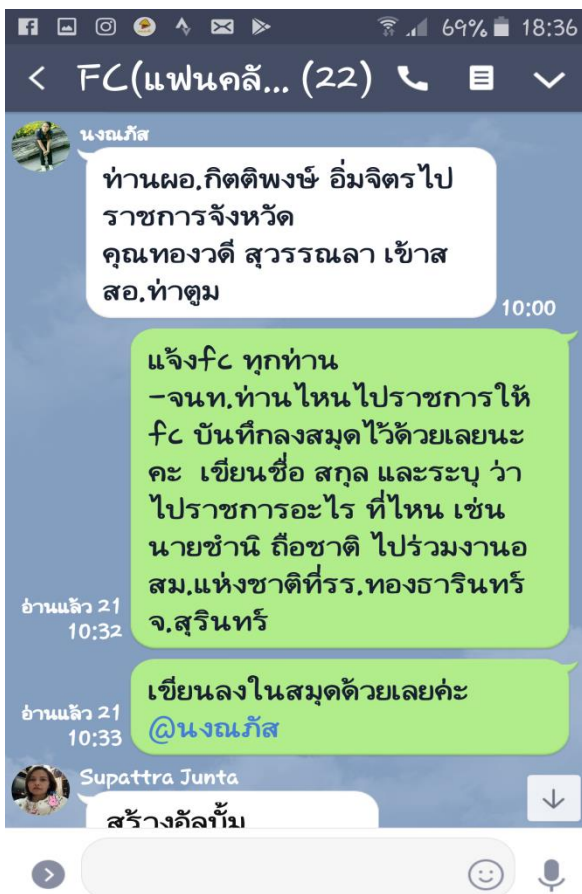 69% 18:36
FC(แฟนคลั... (22)
นงณภัส
ท่านผอ.กิตติพงษ์ อิ่มจิตรไป
ราชการจังหวัด
คุณทองวดี สุวรรณลา เข้าส
สอ.ท่าตูม
10:00
แจ้งfc ทุกท่าน
-จนท.ท่านไหนไปราชการให้
fc บันทึกลงสมุดไว้ด้วยเลยนะ
คะ เขียนชื่อ สกุล และระบุ ว่า
ไปราชการอะไร ที่ไหน เช่น
นายชำนิ ถือชาติ ไปร่วมงานอ
สม.แห่งชาติที่รร.ทองธารินทร์
จ.สุรินทร์
อ่านแล้ว 21
10:32
เขียนลงในสมุดด้วยเลยค่ะ
@นงณภัส
อ่านแล้ว 21
10:33
Supattra Junta
สร้างอัลบั้ม